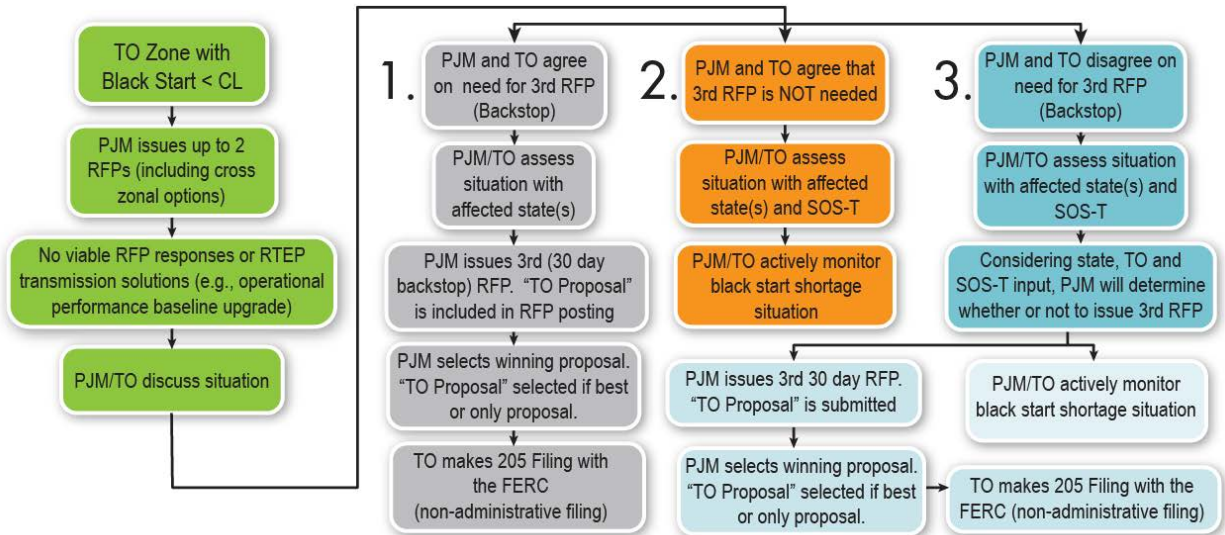 TO Zone with
Black Start < CL
PJM issues up to 2
RFPs (including cross
zonal options)
No viable RFP responses or RTEP
transmission solutions (e.g., operational
performance baseline upgrade)
PJM/TO discuss situation
1.
PJM and TO agree
on need for 3rd RFP
(Backstop)
PJM/TO assess
situation with
affected state(s)
PJM issues 3rd (30 day
backstop) RFP. “TO Proposal”
is included in RFP posting
PJM selects winning proposal.
“TO Proposal” selected if best
or only proposal.
TO makes 205 Filing with
the FERC
(non-administrative filing)
2.
PJM and TO agree that
3rd RFP is NOT needed
PJM/TO assess
situation with affected
state(s) and SOS-T
PJM/TO actively monitor
black start shortage
situation
3.
PJM and TO disagree on
need for 3rd RFP
(Backstop)
PJM/TO assess situation
with affected state(s) and
SOS-T
Considering state, TO and
SOS-T input, PJM will determine
whether or not to issue 3rd RFP
PJM issues 3rd 30 day RFP.
“TO Proposal” is submitted
PJM/TO actively monitor
black start shortage situation
PJM selects winning proposal.
“TO Proposal” selected if best
or only proposal.
TO makes 205 Filing with the
FERC (non-administrative filing)